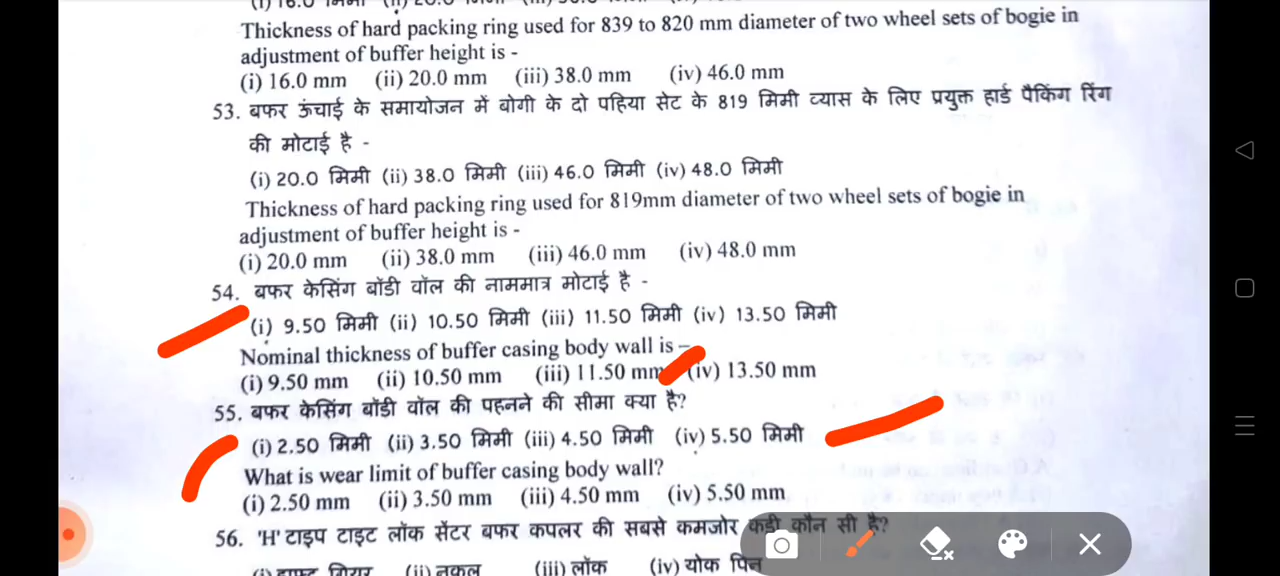 (i) 16.0 मिमी
Thickness of hard packing ring used for 839 to 820 mm diameter of two wheel sets of bogie in
adjustment of buffer height is -
(i) 16.0 mm (ii) 20.0 mm (iii) 38.0 mm (iv) 46.0 mm
53. बफर ऊंचाई के समायोजन में बोगी के दो पहिया सेट के 819 मिमी व्यास के लिए प्रयुक्त हार्ड पैकिंग रिंग
की मोटाई है -
(i) 20.0 मिमी (ii) 38.0 मिमी (iii) 46.0 मिमी (iv) 48.0 मिमी
Thickness of hard packing ring used for 819mm diameter of two wheel sets of bogie in
adjustment of buffer height is -
(i) 20.0 mm (ii) 38.0 mm (iii) 46.0 mm (iv) 48.0 mm
54. बफर केसिंग बॉडी वॉल की नाममात्र मोटाई है -
(i) 9.50 मिमी (ii) 10.50 मिमी (iii) 11.50 मिमी (iv) 13.50 मिमी
Nominal thickness of buffer casing body wall is -
(i) 9.50 mm (ii) 10.50 mm (iii) 11.50 mm (iv) 13.50 mm
55. बफर केसिंग बॉडी वॉल की पहनने की सीमा क्या है?
(i) 2.50 मिमी (ii) 3.50 मिमी (iii) 4.50 मिमी (iv) 5.50 मिमी
What is wear limit of buffer casing body wall?
(i) 2.50 mm (ii) 3.50 mm (iii) 4.50 mm (iv) 5.50 mm
56. 'H' टाइप टाइट लॉक सेंटर बफर कपलर की सबसे कमजोर कड़ी कौन सी है?
(i) ड्राफ्ट गियर (ii) नकल (iii) लॉक (iv) योक पिन